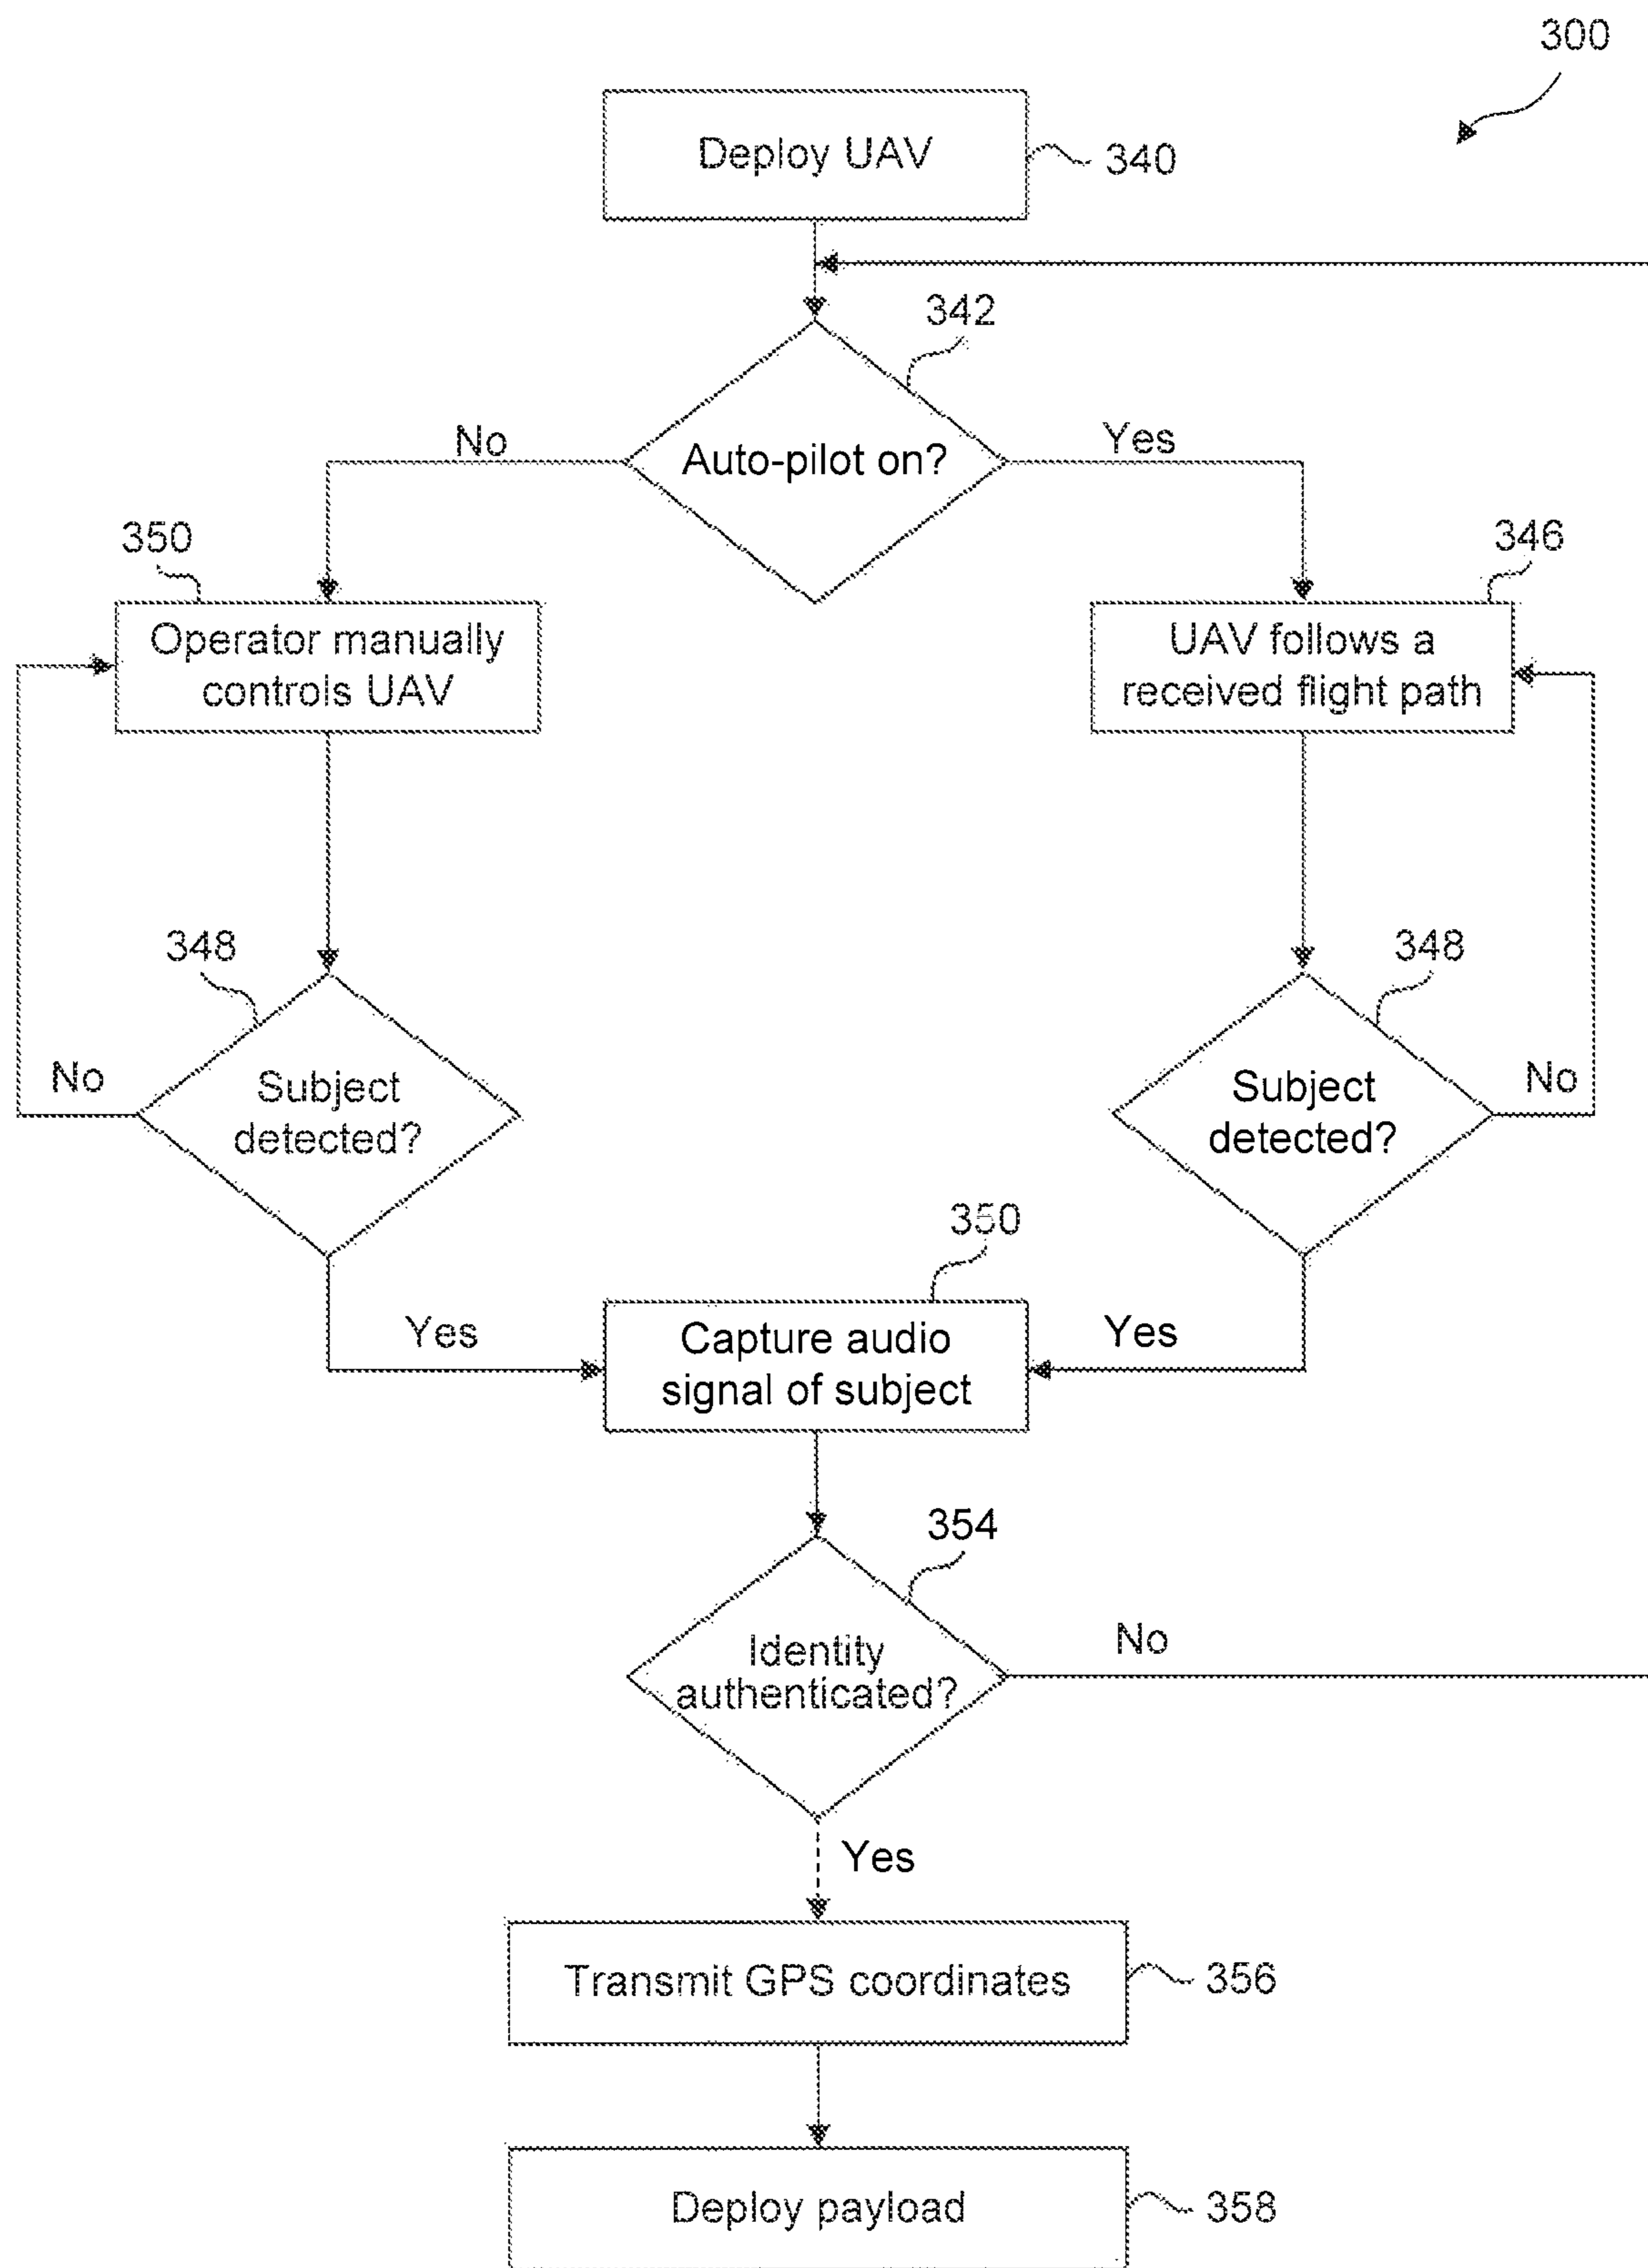 300
Deploy UAV
340
342
No
Auto-pilot on?
Yes
350
346
Operator manually
controls UAV
UAV follows a
received flight path
348
348
No
Subject
detected?
Subject
detected?
No
350
Yes
Capture audio
signal of subject
Yes
354
Identity
authenticated?
No
Yes
Transmit GPS coordinates
356
Deploy payload
358